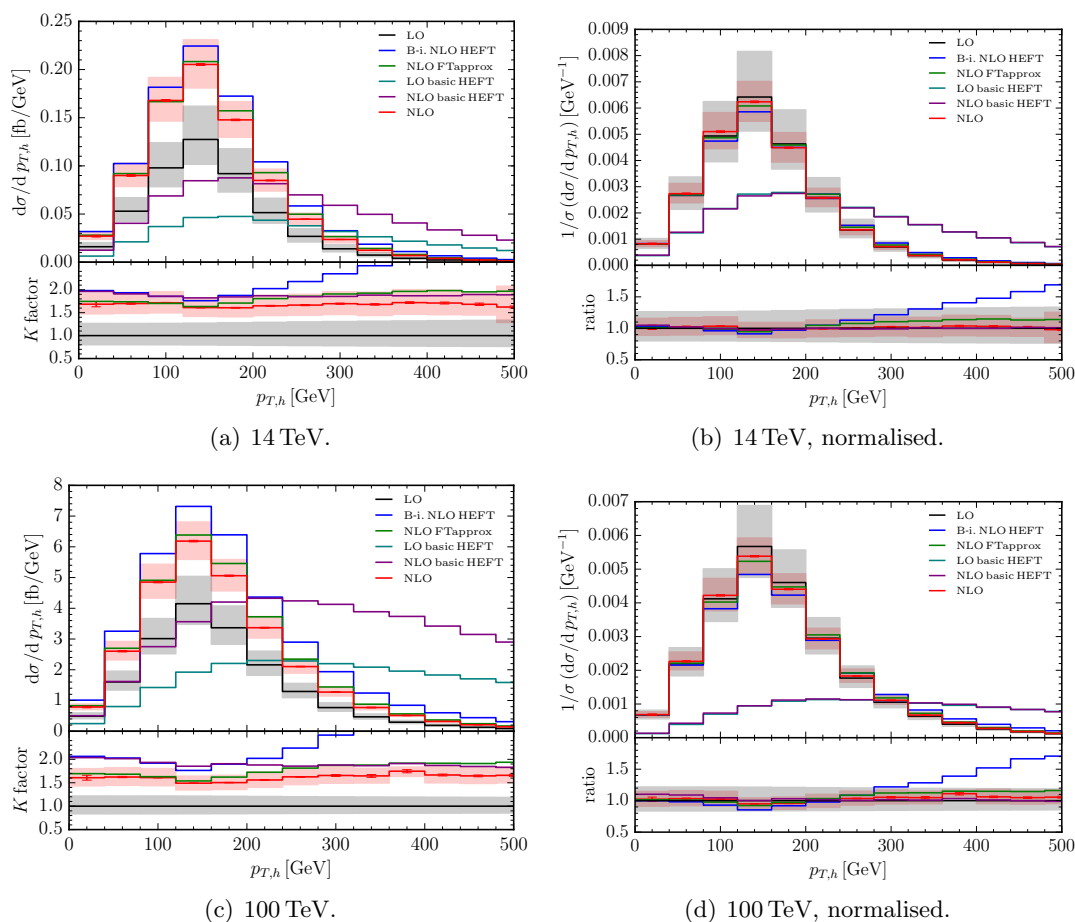 0.25
0.20
0.15
0.10
0.05
0.00
dσ/d p_{T,h} [fb/GeV]
LO
B-i. NLO HEFT
NLO FTapprox
LO basic HEFT
NLO basic HEFT
NLO
2.0
1.5
1.0
0.5
K factor
0 100 200 300 400 500
p_{T,h} [GeV]
(a) 14 TeV.
0.009
0.008
0.007
0.006
0.005
0.004
0.003
0.002
0.001
0.000
1/σ (dσ/d p_{T,h}) [GeV⁻¹]
LO
B-i. NLO HEFT
NLO FTapprox
LO basic HEFT
NLO basic HEFT
NLO
1.5
1.0
0.5
ratio
0 100 200 300 400 500
p_{T,h} [GeV]
(b) 14 TeV, normalised.
8
7
6
5
4
3
2
1
0
dσ/d p_{T,h} [fb/GeV]
LO
B-i. NLO HEFT
NLO FTapprox
LO basic HEFT
NLO basic HEFT
NLO
2.0
1.5
1.0
0.5
K factor
0 100 200 300 400 500
p_{T,h} [GeV]
(c) 100 TeV.
0.007
0.006
0.005
0.004
0.003
0.002
0.001
0.000
1/σ (dσ/d p_{T,h}) [GeV⁻¹]
LO
B-i. NLO HEFT
NLO FTapprox
LO basic HEFT
NLO basic HEFT
NLO
1.5
1.0
0.5
ratio
0 100 200 300 400 500
p_{T,h} [GeV]
(d) 100 TeV, normalised.